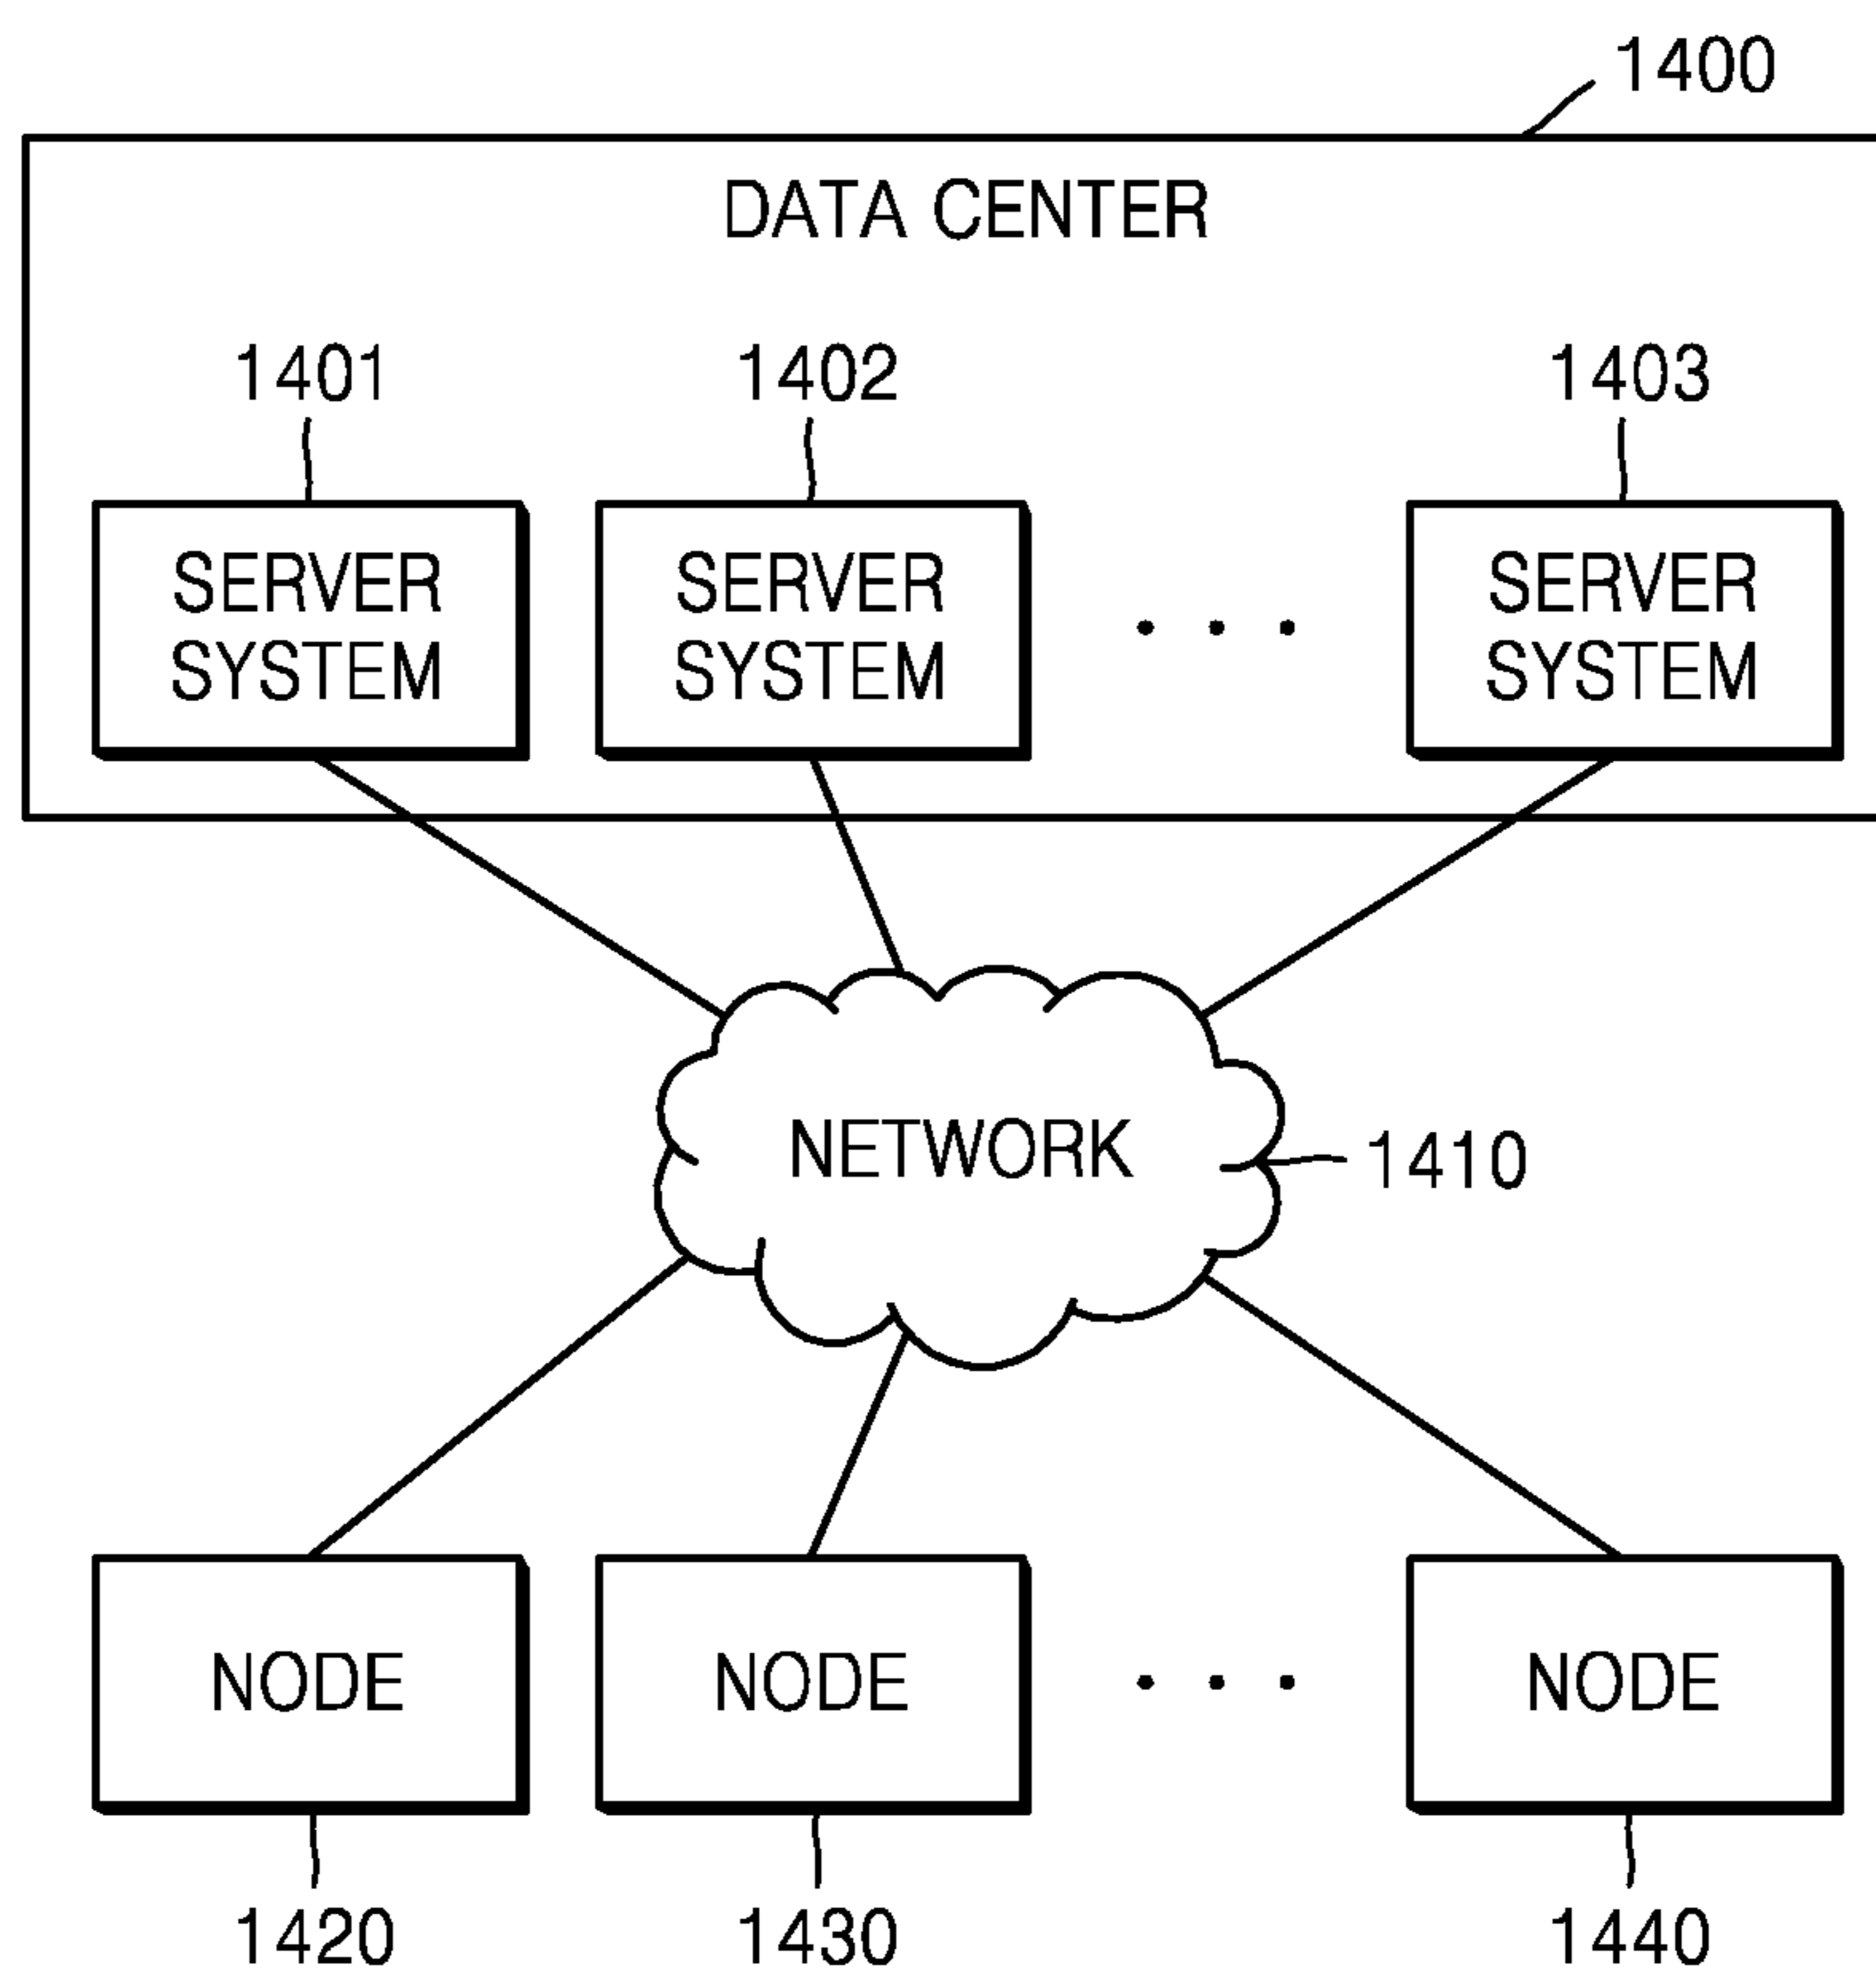 1400
DATA CENTER
1401
1402
1403
SERVER
SYSTEM
SERVER
SYSTEM
SERVER
SYSTEM
NETWORK
1410
NODE
NODE
NODE
1420
1430
1440